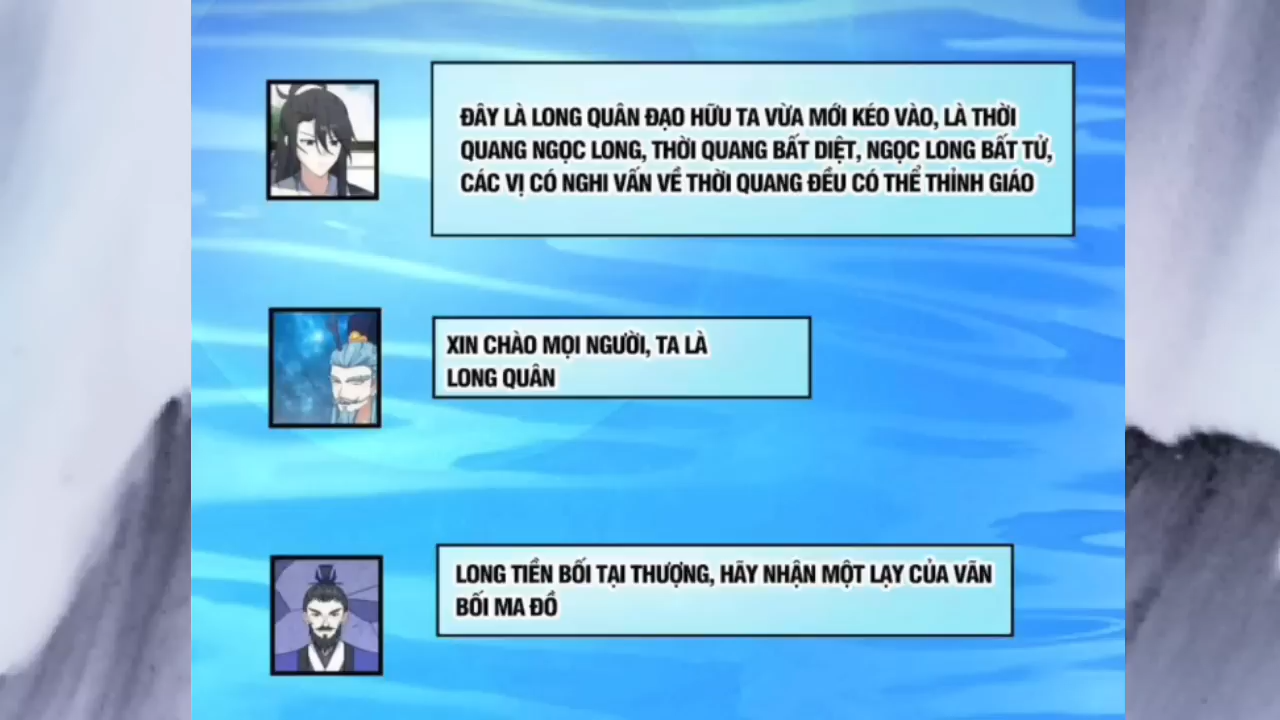 ĐÂY LÀ LONG QUÂN ĐẠO HỮU TA VỪA MỚI KÉO VÀO, LÀ THỜI
QUANG NGỌC LONG, THỜI QUANG BẤT DIỆT, NGỌC LONG BẤT TỬ,
CÁC VỊ CÓ NGHI VẤN VỀ THỜI QUANG ĐỀU CÓ THỂ THỈNH GIÁO
XIN CHÀO MỌI NGƯỜI, TA LÀ
LONG QUÂN
LONG TIỀN BỐI TẠI THƯỢNG, HÃY NHẬN MỘT LẠY CỦA VÃN
BỐI MA ĐỒ